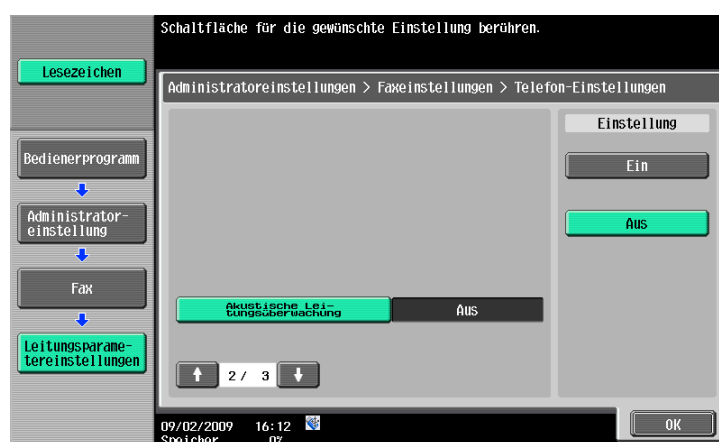 Schaltfläche für die gewünschte Einstellung berühren.
Lesezeichen
Administratoreinstellungen > Faxeinstellungen > Telefon-Einstellungen
Einstellung
Bedienerprogramm
Ein
Administrator-
einstellung
Aus
Fax
Akustische Lei-
tungsüberwachung
Aus
Leitungsparame-
tereinstellungen
2/ 3
09/02/2009 16:12
OK
Speicher 0%